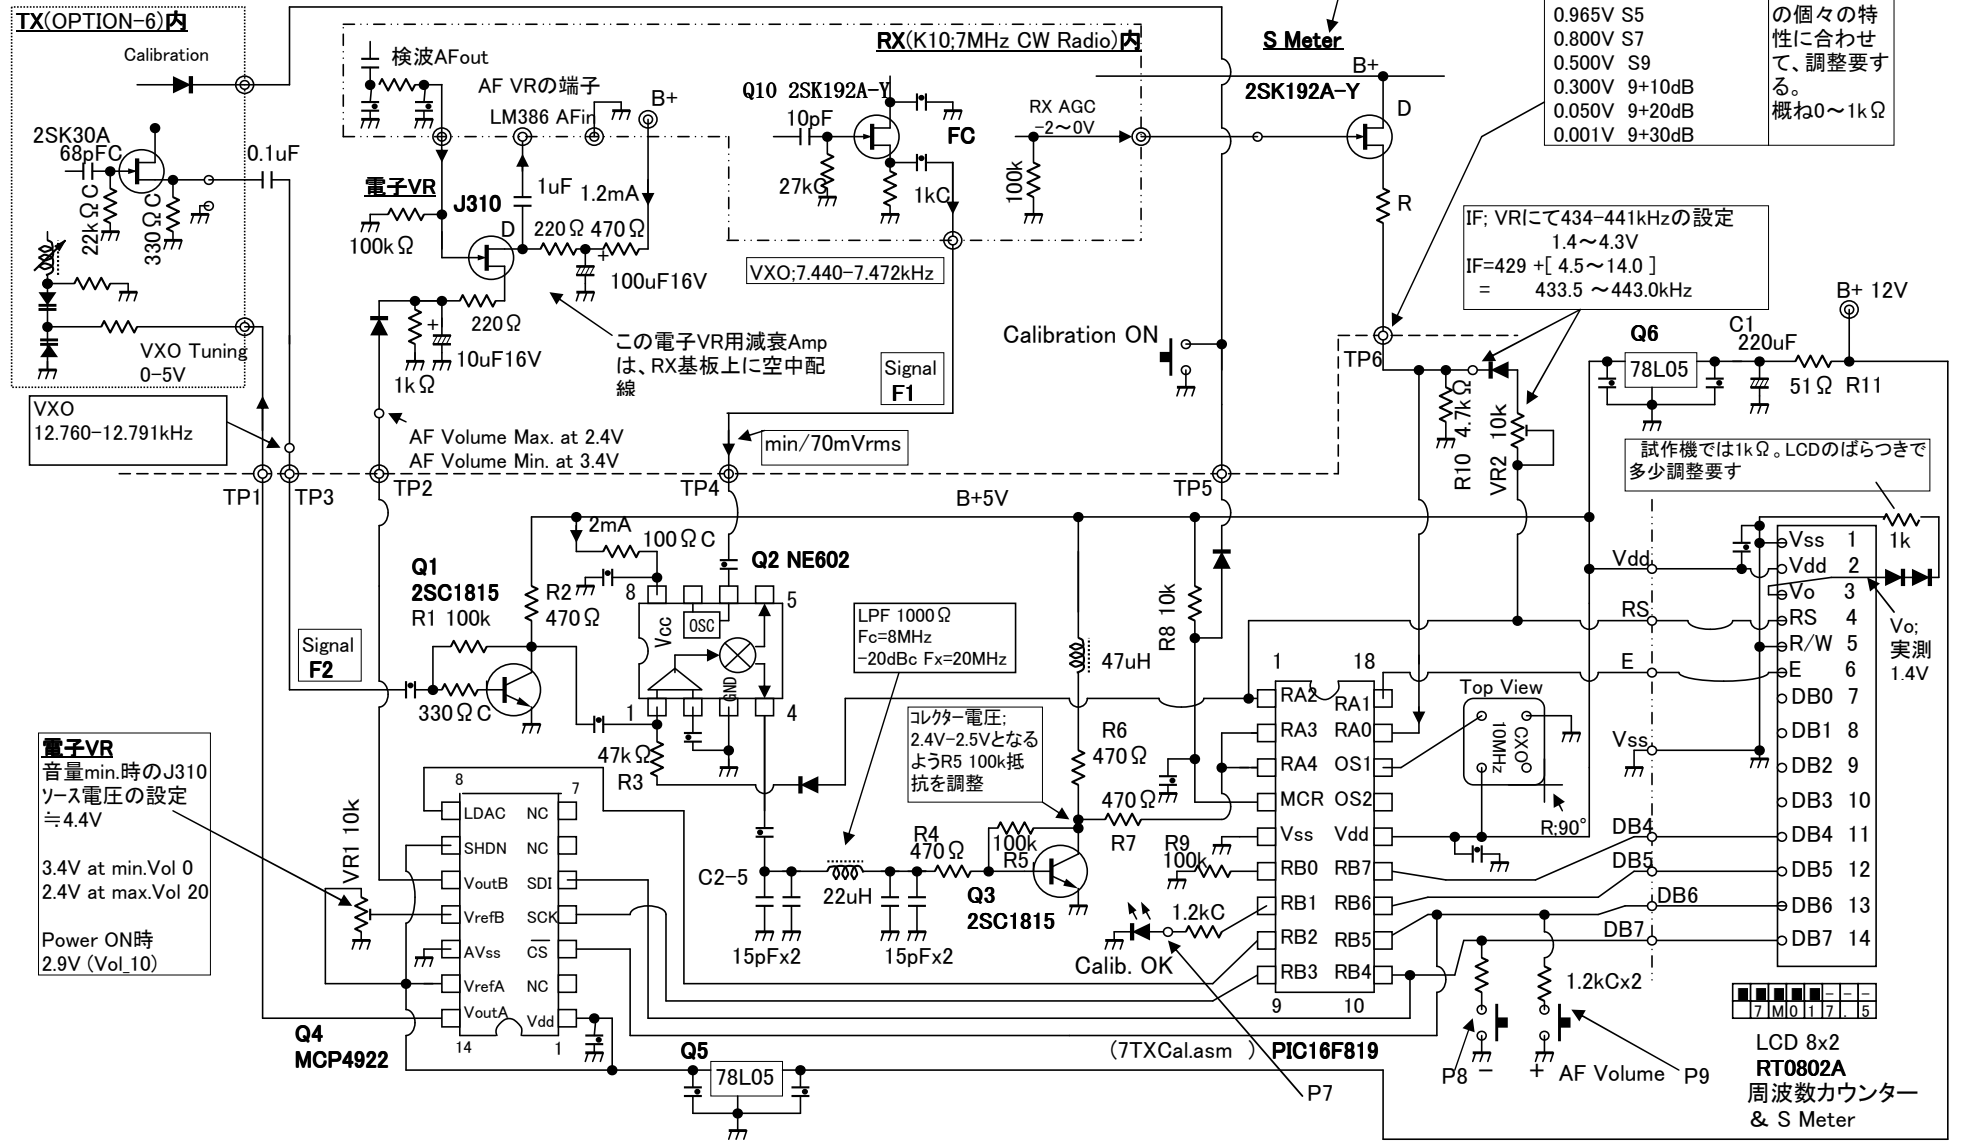 TX(OPTION-6)内
Calibration
2SK30A
68pFC
0.1uF
22kΩC
330ΩC
VXO Tuning
0-5V
VXO
12.760-12.791kHz
検波AFout
AF VRの端子
LM386 AFin
B+
電子VR
J310
D
1uF
1.2mA
100kΩ
220Ω 470Ω
+
100uF16V
220Ω
+
10uF16V
1kΩ
この電子VR用減衰Amp
は、RX基板上に空中配
線
AF Volume Max. at 2.4V
AF Volume Min. at 3.4V
RX(K10;7MHz CW Radio)内
Q10 2SK192A-Y
10pF
FC
27kC
1kC
RX AGC
-2～0V
100k
VXO;7.440-7.472kHz
Signal
F1
min/70mVrms
Calibration ON
S Meter
B+
2SK192A-Y
D
R
0.965V S5
0.800V S7
0.500V S9
0.300V 9+10dB
0.050V 9+20dB
0.001V 9+30dB
の個々の特
性に合わせ
て、調整要す
る。
概ね0～1kΩ
IF; VRにて434-441kHzの設定
1.4～4.3V
IF=429 +[ 4.5～14.0 ]
= 433.5 ～443.0kHz
B+ 12V
Q6
C1
220uF
78L05
51Ω R11
TP6
R10 4.7kΩ
VR2 10k
試作機では1kΩ。LCDのばらつきで
多少調整要す
TP1
TP3
TP2
TP4
TP5
B+5V
2mA
100ΩC
Q1
2SC1815
R1 100k
R2
470Ω
330ΩC
Signal
F2
Q2 NE602
8
5
Vcc
OSC
GND
1
4
47kΩ
R3
LPF 1000Ω
Fc=8MHz
-20dBc Fx=20MHz
47uH
R8 10k
コレクター電圧;
2.4V-2.5Vとなる
ようR5 100k抵
抗を調整
R6
470Ω
470Ω
R7
R4
470Ω
100k
R5
Q3
2SC1815
C2-5
22uH
15pFx2
15pFx2
電子VR
音量min.時のJ310
ソース電圧の設定
≒4.4V
3.4V at min.Vol 0
2.4V at max.Vol 20
Power ON時
2.9V (Vol_10)
VR1 10k
8
7
LDAC NC
SHDN NC
VoutB SDI
VrefB SCK
AVss CS
VrefA NC
VoutA Vdd
14
1
Q4
MCP4922
Q5
78L05
1
18
RA2 RA1
RA3 RA0
RA4 OS1
MCR OS2
Vss Vdd
RB0 RB7
RB1 RB6
RB2 RB5
RB3 RB4
9
10
R9
100k
1.2kC
Calib. OK
(7TXCal.asm )
PIC16F819
P7
Top View
10MHz
CXO
R;90°
Vdd
RS
E
Vss
DB4
DB5
DB6
DB7
1k
Vss 1
Vdd 2
Vo 3
RS 4
R/W 5
E 6
DB0 7
DB1 8
DB2 9
DB3 10
DB4 11
DB5 12
DB6 13
DB7 14
Vo;
実測
1.4V
1.2kCx2
P8
-
+
AF Volume
P9
- - -
7 M 0 1 7 . 5
LCD 8x2
RT0802A
周波数カウンター
& S Meter